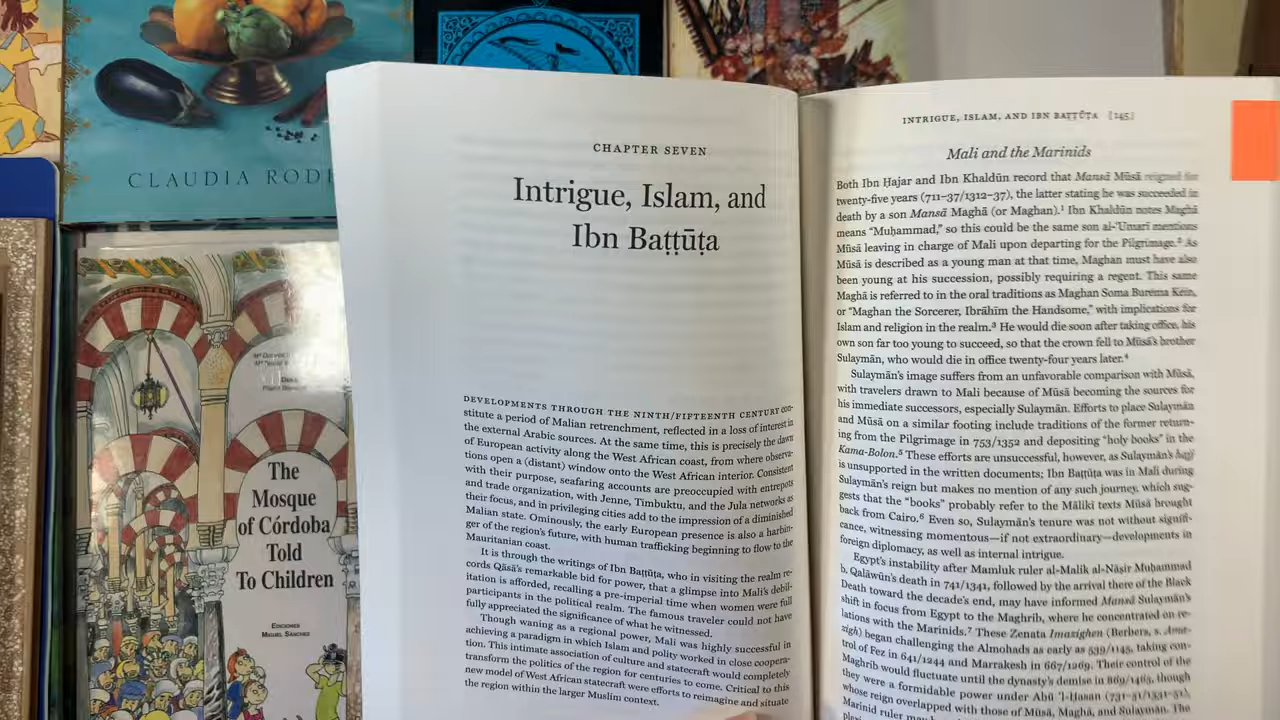 CLAUDIA RODE
The
Mosque
of Córdoba
Told
To Children
EDICIONES
MIGUEL SÁNCHEZ
CHAPTER SEVEN
Intrigue, Islam, and
Ibn Baṭṭūṭa
DEVELOPMENTS THROUGH THE NINTH/FIFTEENTH CENTURY con-
stitute a period of Malian retrenchment, reflected in a loss of interest in
the external Arabic sources. At the same time, this is precisely the dawn
of European activity along the West African coast, from where observa-
tions open a (distant) window onto the West African interior. Consistent
with their purpose, seafaring accounts are preoccupied with entrepots
and trade organization, with Jenne, Timbuktu, and the Jula networks as
their focus, and in privileging cities add to the impression of a diminished
Malian state. Ominously, the early European presence is also a harbin-
ger of the region's future, with human trafficking beginning to flow to the
Mauritanian coast.
It is through the writings of Ibn Baṭṭūṭa, who in visiting the realm re-
cords Qāsā's remarkable bid for power, that a glimpse into Mali's debil-
itation is afforded, recalling a pre-imperial time when women were full
participants in the political realm. The famous traveler could not have
fully appreciated the significance of what he witnessed.
Though waning as a regional power, Mali was highly successful in
achieving a paradigm in which Islam and polity worked in close coopera-
tion. This intimate association of culture and statecraft would completely
transform the politics of the region for centuries to come. Critical to this
new model of West African statecraft were efforts to reimagine and situate
the region within the larger Muslim context.
INTRIGUE, ISLAM, AND IBN BAṬṬŪṬA [245]
Mali and the Marinids
Both Ibn Ḥajar and Ibn Khaldūn record that Mansā Mūsā reigned for
twenty-five years (711–37/1312–37), the latter stating he was succeeded in
death by a son Mansā Maghā (or Maghan).1 Ibn Khaldūn notes Maghā
means "Muḥammad," so this could be the same son al-'Umarī mentions
Mūsā leaving in charge of Mali upon departing for the Pilgrimage.2 As
Mūsā is described as a young man at that time, Maghan must have also
been young at his succession, possibly requiring a regent. This same
Maghā is referred to in the oral traditions as Maghan Soma Burema Kein,
or "Maghan the Sorcerer, Ibrāhīm the Handsome," with implications for
Islam and religion in the realm.3 He would die soon after taking office, his
own son far too young to succeed, so that the crown fell to Mūsā's brother
Sulaymān, who would die in office twenty-four years later.4
Sulaymān's image suffers from an unfavorable comparison with Mūsā,
with travelers drawn to Mali because of Mūsā becoming the sources for
his immediate successors, especially Sulaymān. Efforts to place Sulaymān
and Mūsā on a similar footing include traditions of the former return-
ing from the Pilgrimage in 753/1352 and depositing "holy books" in the
Kama-Bolon.5 These efforts are unsuccessful, however, as Sulaymān's ḥajj
is unsupported in the written documents; Ibn Baṭṭūṭa was in Mali during
Sulaymān's reign but makes no mention of any such journey, which sug-
gests that the "books" probably refer to the Mālikī texts Mūsā brought
back from Cairo.6 Even so, Sulaymān's tenure was not without signifi-
cance, witnessing momentous—if not extraordinary—developments in
foreign diplomacy, as well as internal intrigue.
Egypt's instability after Mamluk ruler al-Malik al-Nāṣir Muḥammad
b. Qalāwūn's death in 741/1341, followed by the arrival there of the Black
Death toward the decade's end, may have informed Mansā Sulaymān's
shift in focus from Egypt to the Maghrib, where he concentrated on re-
lations with the Marinids.7 These Zenata Imazighen (Berbers, s. Ama-
zigh) began challenging the Almohads as early as 539/1145, taking con-
trol of Fez in 641/1244 and Marrakesh in 667/1269. Their control of the
Maghrib would fluctuate until the dynasty's demise in 869/1465, though
they were a formidable power under Abū 'l-Ḥasan (731–51/1331–51),
whose reign overlapped with those of Mūsā, Maghā, and Sulaymān. The
Marinid ruler may